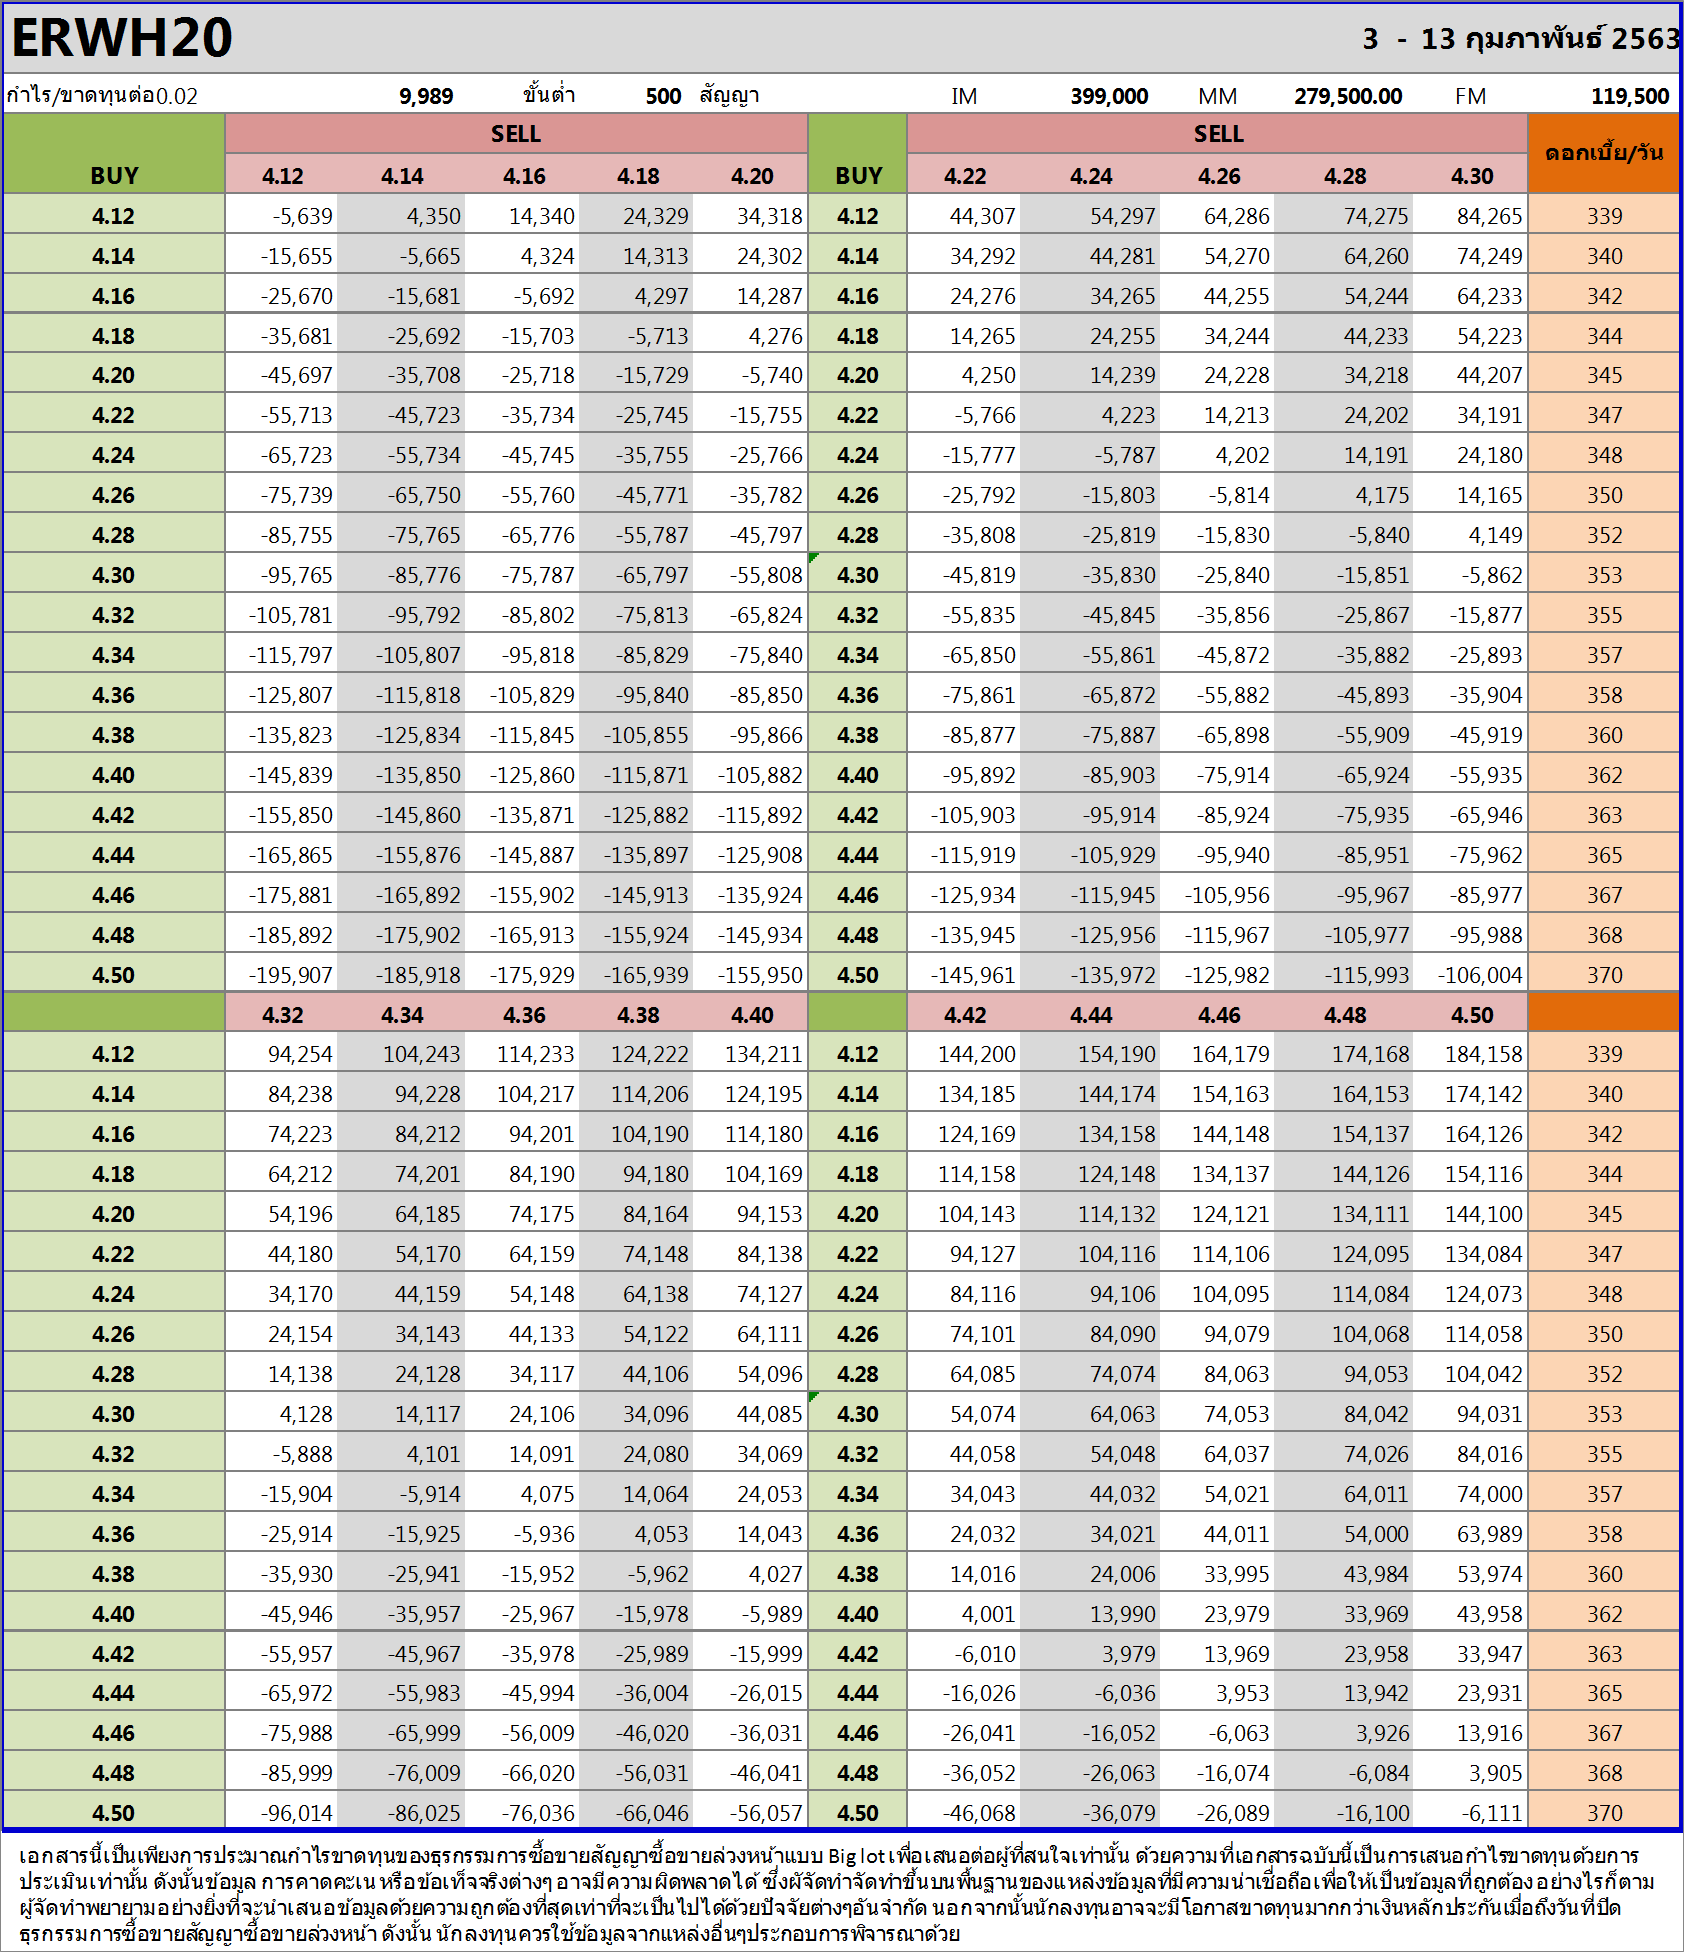 ERWH20 3 - 13 กุมภาพันธ์ 2563
กำไร/ขาดทุนต่อ0.02 9,989 ขั้นต่ำ 500 สัญญา IM 399,000 MM 279,500.00 FM 119,500
BUY SELL BUY SELL ดอกเบี้ย/วัน
4.12 4.14 4.16 4.18 4.20 4.22 4.24 4.26 4.28 4.30
4.12 -5,639 4,350 14,340 24,329 34,318 4.12 44,307 54,297 64,286 74,275 84,265 339
4.14 -15,655 -5,665 4,324 14,313 24,302 4.14 34,292 44,281 54,270 64,260 74,249 340
4.16 -25,670 -15,681 -5,692 4,297 14,287 4.16 24,276 34,265 44,255 54,244 64,233 342
4.18 -35,681 -25,692 -15,703 -5,713 4,276 4.18 14,265 24,255 34,244 44,233 54,223 344
4.20 -45,697 -35,708 -25,718 -15,729 -5,740 4.20 4,250 14,239 24,228 34,218 44,207 345
4.22 -55,713 -45,723 -35,734 -25,745 -15,755 4.22 -5,766 4,223 14,213 24,202 34,191 347
4.24 -65,723 -55,734 -45,745 -35,755 -25,766 4.24 -15,777 -5,787 4,202 14,191 24,180 348
4.26 -75,739 -65,750 -55,760 -45,771 -35,782 4.26 -25,792 -15,803 -5,814 4,175 14,165 350
4.28 -85,755 -75,765 -65,776 -55,787 -45,797 4.28 -35,808 -25,819 -15,830 -5,840 4,149 352
4.30 -95,765 -85,776 -75,787 -65,797 -55,808 4.30 -45,819 -35,830 -25,840 -15,851 -5,862 353
4.32 -105,781 -95,792 -85,802 -75,813 -65,824 4.32 -55,835 -45,845 -35,856 -25,867 -15,877 355
4.34 -115,797 -105,807 -95,818 -85,829 -75,840 4.34 -65,850 -55,861 -45,872 -35,882 -25,893 357
4.36 -125,807 -115,818 -105,829 -95,840 -85,850 4.36 -75,861 -65,872 -55,882 -45,893 -35,904 358
4.38 -135,823 -125,834 -115,845 -105,855 -95,866 4.38 -85,877 -75,887 -65,898 -55,909 -45,919 360
4.40 -145,839 -135,850 -125,860 -115,871 -105,882 4.40 -95,892 -85,903 -75,914 -65,924 -55,935 362
4.42 -155,850 -145,860 -135,871 -125,882 -115,892 4.42 -105,903 -95,914 -85,924 -75,935 -65,946 363
4.44 -165,865 -155,876 -145,887 -135,897 -125,908 4.44 -115,919 -105,929 -95,940 -85,951 -75,962 365
4.46 -175,881 -165,892 -155,902 -145,913 -135,924 4.46 -125,934 -115,945 -105,956 -95,967 -85,977 367
4.48 -185,892 -175,902 -165,913 -155,924 -145,934 4.48 -135,945 -125,956 -115,967 -105,977 -95,988 368
4.50 -195,907 -185,918 -175,929 -165,939 -155,950 4.50 -145,961 -135,972 -125,982 -115,993 -106,004 370
4.32 4.34 4.36 4.38 4.40 4.42 4.44 4.46 4.48 4.50
4.12 94,254 104,243 114,233 124,222 134,211 4.12 144,200 154,190 164,179 174,168 184,158 339
4.14 84,238 94,228 104,217 114,206 124,195 4.14 134,185 144,174 154,163 164,153 174,142 340
4.16 74,223 84,212 94,201 104,190 114,180 4.16 124,169 134,158 144,148 154,137 164,126 342
4.18 64,212 74,201 84,190 94,180 104,169 4.18 114,158 124,148 134,137 144,126 154,116 344
4.20 54,196 64,185 74,175 84,164 94,153 4.20 104,143 114,132 124,121 134,111 144,100 345
4.22 44,180 54,170 64,159 74,148 84,138 4.22 94,127 104,116 114,106 124,095 134,084 347
4.24 34,170 44,159 54,148 64,138 74,127 4.24 84,116 94,106 104,095 114,084 124,073 348
4.26 24,154 34,143 44,133 54,122 64,111 4.26 74,101 84,090 94,079 104,068 114,058 350
4.28 14,138 24,128 34,117 44,106 54,096 4.28 64,085 74,074 84,063 94,053 104,042 352
4.30 4,128 14,117 24,106 34,096 44,085 4.30 54,074 64,063 74,053 84,042 94,031 353
4.32 -5,888 4,101 14,091 24,080 34,069 4.32 44,058 54,048 64,037 74,026 84,016 355
4.34 -15,904 -5,914 4,075 14,064 24,053 4.34 34,043 44,032 54,021 64,011 74,000 357
4.36 -25,914 -15,925 -5,936 4,053 14,043 4.36 24,032 34,021 44,011 54,000 63,989 358
4.38 -35,930 -25,941 -15,952 -5,962 4,027 4.38 14,016 24,006 33,995 43,984 53,974 360
4.40 -45,946 -35,957 -25,967 -15,978 -5,989 4.40 4,001 13,990 23,979 33,969 43,958 362
4.42 -55,957 -45,967 -35,978 -25,989 -15,999 4.42 -6,010 3,979 13,969 23,958 33,947 363
4.44 -65,972 -55,983 -45,994 -36,004 -26,015 4.44 -16,026 -6,036 3,953 13,942 23,931 365
4.46 -75,988 -65,999 -56,009 -46,020 -36,031 4.46 -26,041 -16,052 -6,063 3,926 13,916 367
4.48 -85,999 -76,009 -66,020 -56,031 -46,041 4.48 -36,052 -26,063 -16,074 -6,084 3,905 368
4.50 -96,014 -86,025 -76,036 -66,046 -56,057 4.50 -46,068 -36,079 -26,089 -16,100 -6,111 370
เอกสารนี้เป็นเพียงการประมาณกำไรขาดทุนของธุรกรรมการซื้อขายสัญญาซื้อขายล่วงหน้าแบบ Big lot เพื่อเสนอต่อผู้ที่สนใจเท่านั้น ด้วยความที่เอกสารฉบับนี้เป็นการเสนอกำไรขาดทุนด้วยการ
ประเมินเท่านั้น ดังนั้นข้อมูล การคาดคะเน หรือข้อเท็จจริงต่างๆ อาจมีความผิดพลาดได้ ซึ่งผู้จัดทำจัดทำขึ้นบนพื้นฐานของแหล่งข้อมูลที่มีความน่าเชื่อถือเพื่อให้เป็นข้อมูลที่ถูกต้อง อย่างไรก็ตาม
ผู้จัดทำพยายามอย่างยิ่งที่จะนำเสนอข้อมูลด้วยความถูกต้องที่สุดเท่าที่จะเป็นไปได้ด้วยปัจจัยต่างๆอันจำกัด นอกจากนั้นนักลงทุนอาจจะมีโอกาสขาดทุนมากกว่าเงินหลักประกันเมื่อถึงวันที่ปิด
ธุรกรรมการซื้อขายสัญญาซื้อขายล่วงหน้า ดังนั้น นักลงทุนควรใช้ข้อมูลจากแหล่งอื่นๆประกอบการพิจารณาด้วย